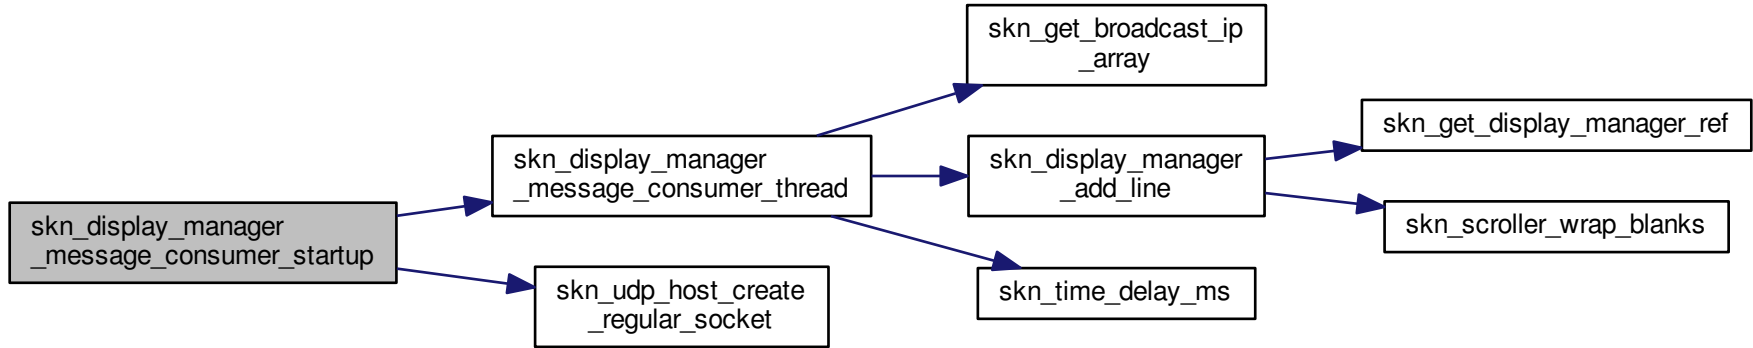 skn_display_manager
_message_consumer_startup
skn_display_manager
_message_consumer_thread
skn_udp_host_create
_regular_socket
skn_get_broadcast_ip
_array
skn_display_manager
_add_line
skn_time_delay_ms
skn_get_display_manager_ref
skn_scroller_wrap_blanks